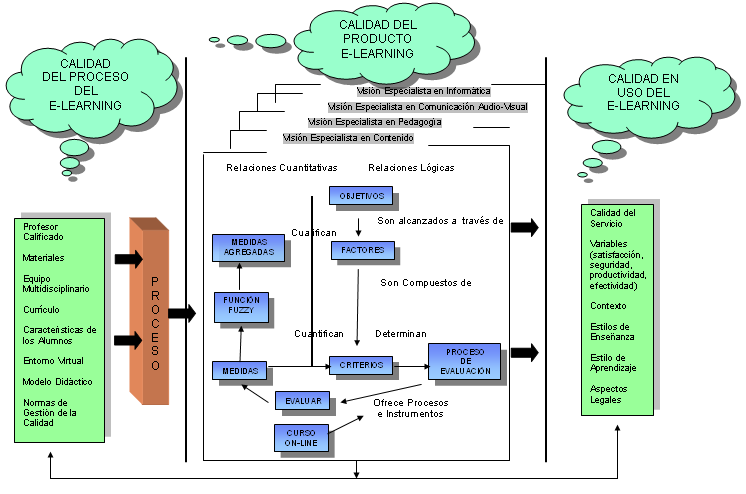 CALIDAD
DEL PROCESO
DEL
E-LEARNING
CALIDAD DEL
PRODUCTO
E-LEARNING
CALIDAD EN
USO DEL
E-LEARNING
Visión Especialista en Informática
Visión Especialista en Comunicación Audio-Visual
Visión Especialista en Pedagogía
Visión Especialista en Contenido
Profesor
Calificado
Materiales
Equipo
Multidisciplinario
Currículo
Características de
los Alumnos
Entorno Virtual
Modelo Didáctico
Normas de
Gestión de la
Calidad
PROCESO
Relaciones Cuantitativas
Relaciones Lógicas
OBJETIVOS
Son alcanzados a través de
Cuantifican
MEDIDAS
AGREGADAS
FACTORES
Son Compuestos de
FUNCIÓN
FUZZY
Cuantifican
Determinan
MEDIDAS
CRITERIOS
PROCESO
DE
EVALUACIÓN
EVALUAR
Ofrece Procesos
e Instrumentos
CURSO
ON-LINE
Calidad del
Servicio
Variables
(satisfacción,
seguridad,
productividad,
efectividad)
Contexto
Estilos de
Enseñanza
Estilo de
Aprendizaje
Aspectos
Legales